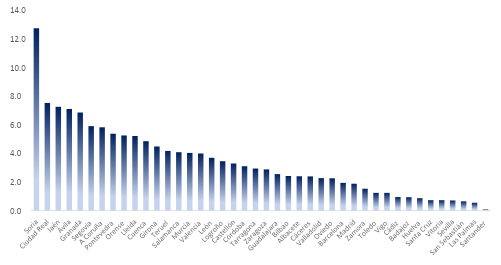 14.0
12.0
10.0
8.0
6.0
4.0
2.0
0.0
Soria
Ciudad Real
Jaén
Ávila
Granada
Segovia
A Coruña
Pontevedra
Orense
Lleida
Cuenca
Girona
Teruel
Salamanca
Murcia
Valencia
León
Logroño
Castellón
Córdoba
Tarragona
Zaragoza
Guadalajara
Bilbao
Albacete
Cáceres
Valladolid
Oviedo
Barcelona
Madrid
Zamora
Toledo
Vigo
Cádiz
Badajoz
Huelva
Santa Cruz
Vitoria
Sevilla
San Sebastián
Las Palmas
Santander